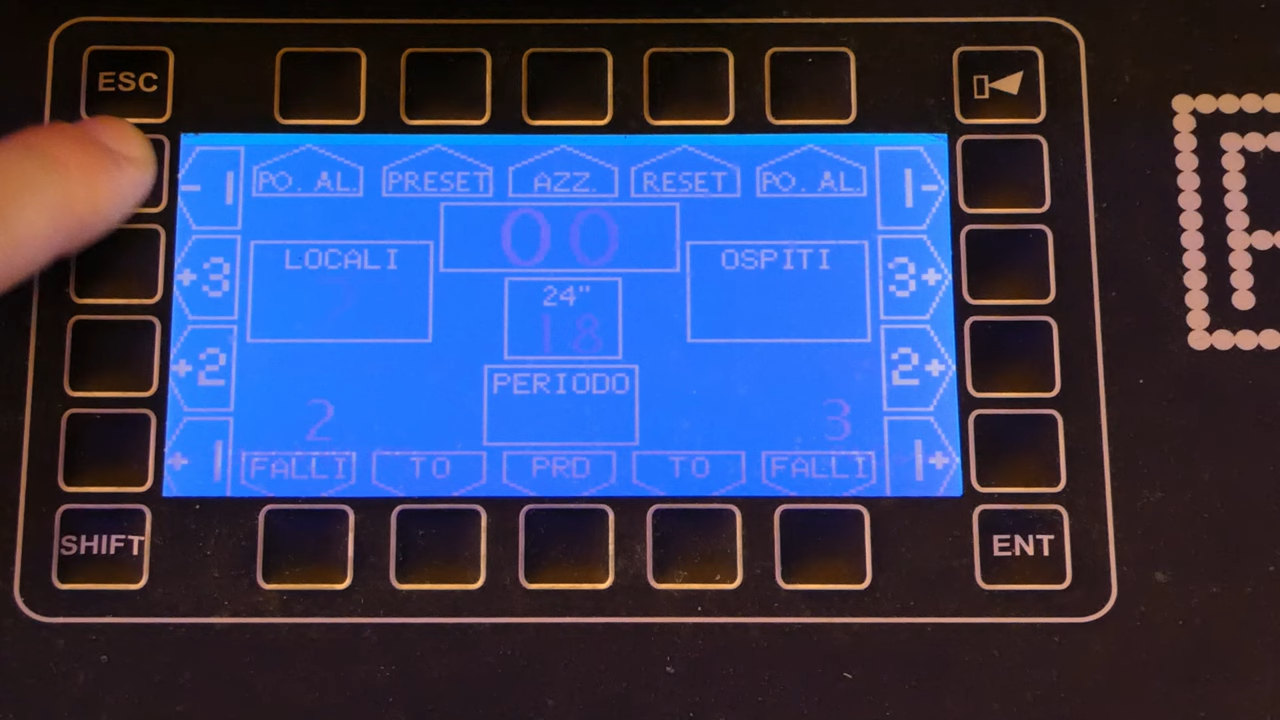 ESC
PO. AL. PRESET AZZ. RESET PO. AL.
-1 1-
00
LOCALI OSPITI
+3 3+
24"
18
+2 2+
PERIODO
2 3
+1 1+
FALLI TO PRD TO FALLI
SHIFT ENT